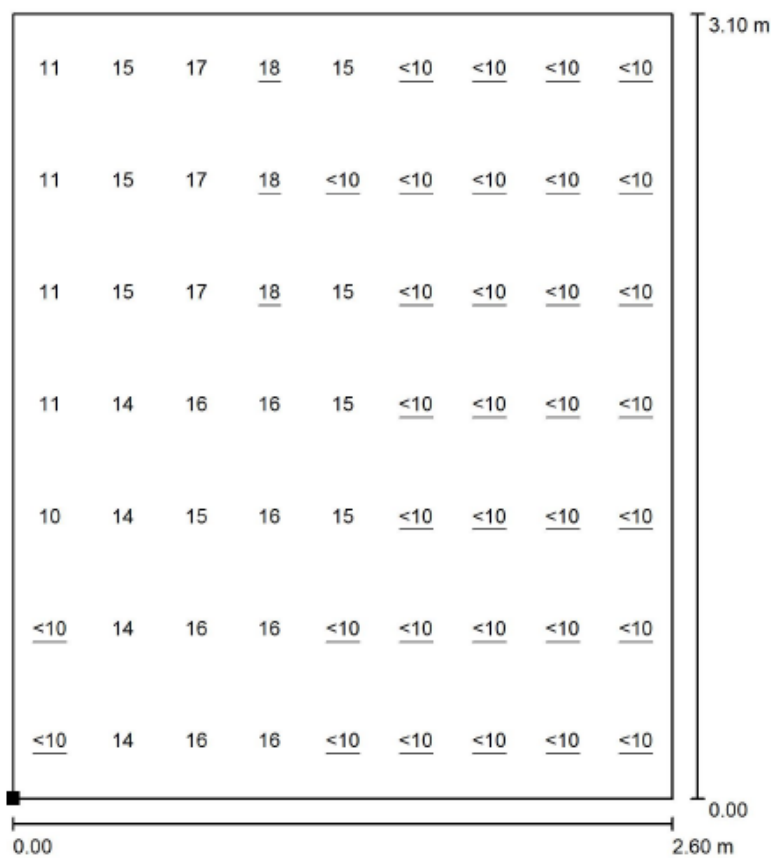 3.10 m
11 15 17 18 15 <10 <10 <10 <10
11 15 17 18 <10 <10 <10 <10 <10
11 15 17 18 15 <10 <10 <10 <10
11 14 16 16 15 <10 <10 <10 <10
10 14 15 16 15 <10 <10 <10 <10
<10 14 16 16 <10 <10 <10 <10 <10
<10 14 16 16 <10 <10 <10 <10 <10
0.00
0.00 2.60 m